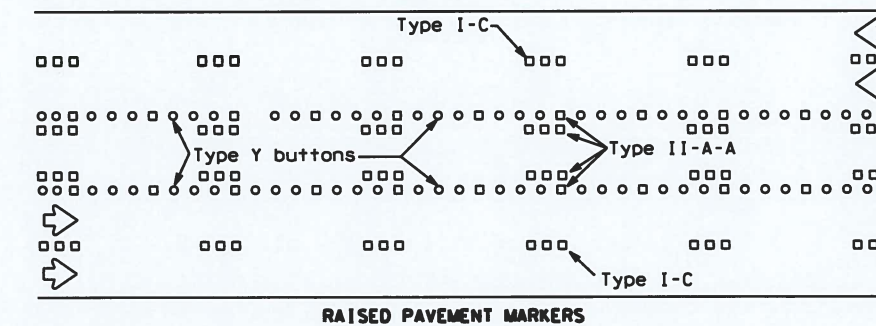 Type I-C
Type Y buttons
Type II-A-A
Type I-C
RAISED PAVEMENT MARKERS